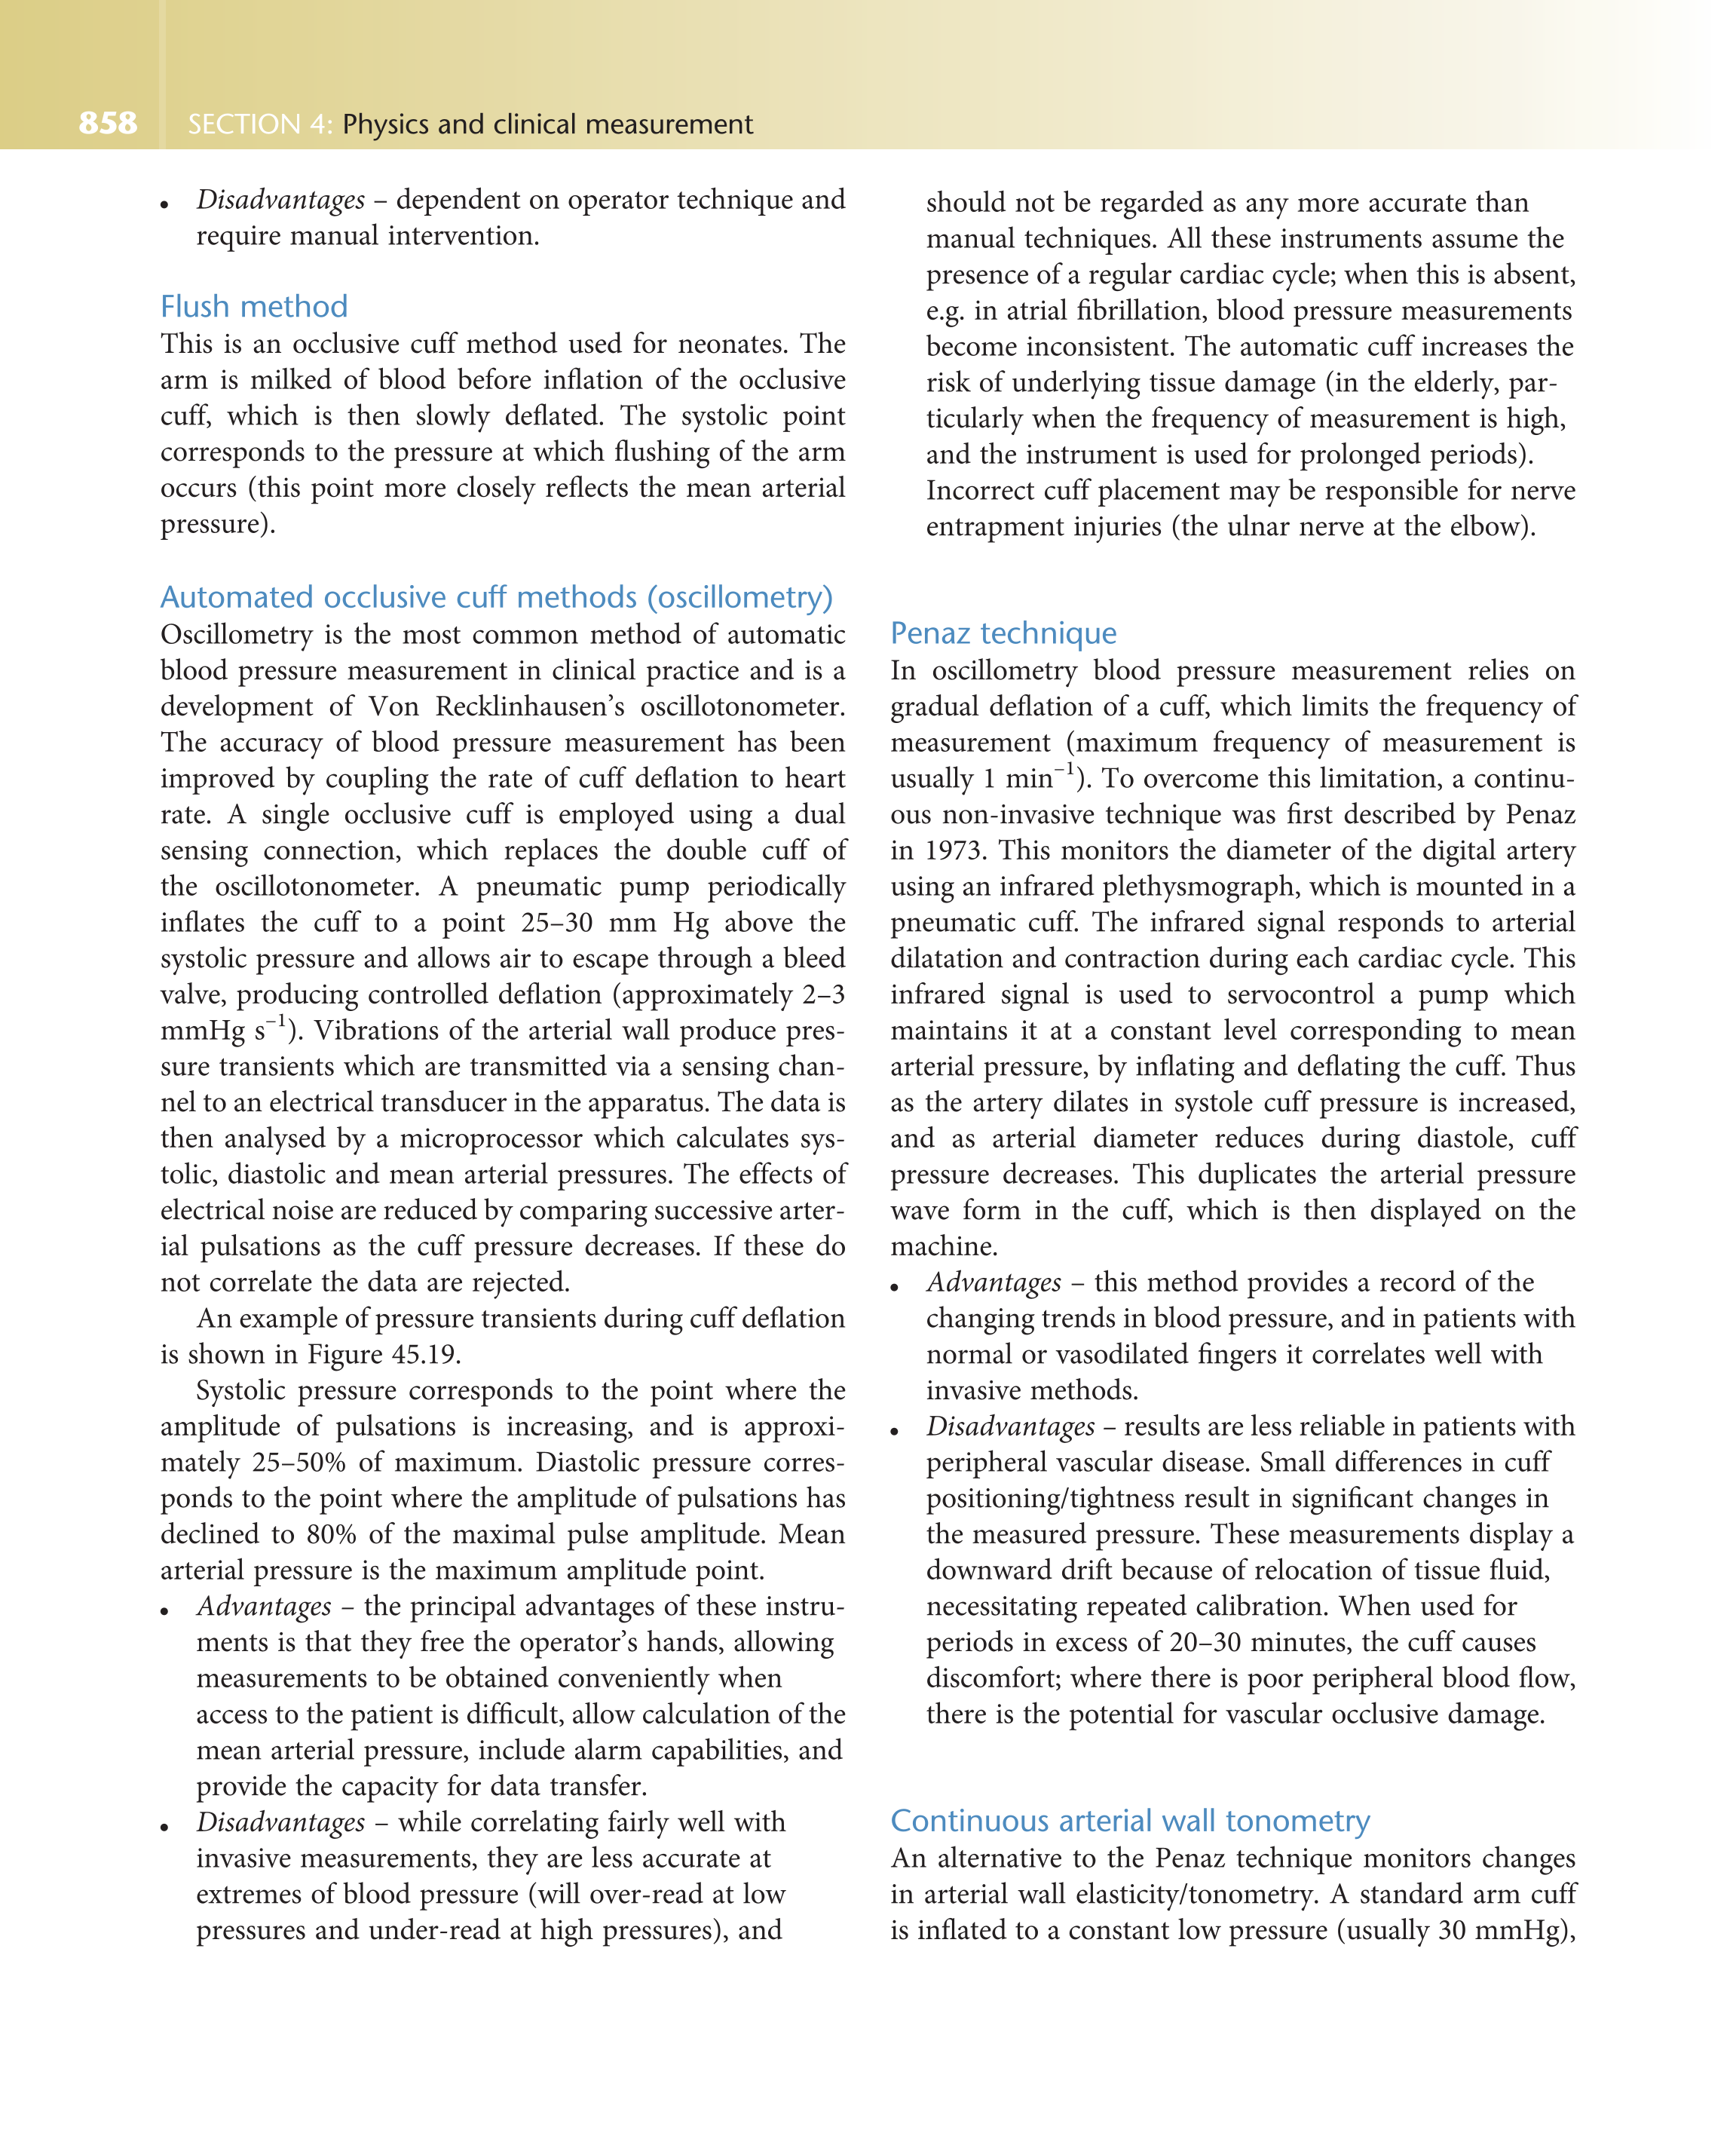 858 SECTION 4: Physics and clinical measurement
• Disadvantages – dependent on operator technique and
require manual intervention.
Flush method
This is an occlusive cuff method used for neonates. The
arm is milked of blood before inflation of the occlusive
cuff, which is then slowly deflated. The systolic point
corresponds to the pressure at which flushing of the arm
occurs (this point more closely reflects the mean arterial
pressure).
Automated occlusive cuff methods (oscillometry)
Oscillometry is the most common method of automatic
blood pressure measurement in clinical practice and is a
development of Von Recklinhausen’s oscillotonometer.
The accuracy of blood pressure measurement has been
improved by coupling the rate of cuff deflation to heart
rate. A single occlusive cuff is employed using a dual
sensing connection, which replaces the double cuff of
the oscillotonometer. A pneumatic pump periodically
inflates the cuff to a point 25–30 mm Hg above the
systolic pressure and allows air to escape through a bleed
valve, producing controlled deflation (approximately 2–3
mmHg s⁻¹). Vibrations of the arterial wall produce pres-
sure transients which are transmitted via a sensing chan-
nel to an electrical transducer in the apparatus. The data is
then analysed by a microprocessor which calculates sys-
tolic, diastolic and mean arterial pressures. The effects of
electrical noise are reduced by comparing successive arter-
ial pulsations as the cuff pressure decreases. If these do
not correlate the data are rejected.
An example of pressure transients during cuff deflation
is shown in Figure 45.19.
Systolic pressure corresponds to the point where the
amplitude of pulsations is increasing, and is approxi-
mately 25–50% of maximum. Diastolic pressure corres-
ponds to the point where the amplitude of pulsations has
declined to 80% of the maximal pulse amplitude. Mean
arterial pressure is the maximum amplitude point.
• Advantages – the principal advantages of these instru-
ments is that they free the operator’s hands, allowing
measurements to be obtained conveniently when
access to the patient is difficult, allow calculation of the
mean arterial pressure, include alarm capabilities, and
provide the capacity for data transfer.
• Disadvantages – while correlating fairly well with
invasive measurements, they are less accurate at
extremes of blood pressure (will over-read at low
pressures and under-read at high pressures), and
should not be regarded as any more accurate than
manual techniques. All these instruments assume the
presence of a regular cardiac cycle; when this is absent,
e.g. in atrial fibrillation, blood pressure measurements
become inconsistent. The automatic cuff increases the
risk of underlying tissue damage (in the elderly, par-
ticularly when the frequency of measurement is high,
and the instrument is used for prolonged periods).
Incorrect cuff placement may be responsible for nerve
entrapment injuries (the ulnar nerve at the elbow).
Penaz technique
In oscillometry blood pressure measurement relies on
gradual deflation of a cuff, which limits the frequency of
measurement (maximum frequency of measurement is
usually 1 min⁻¹). To overcome this limitation, a continu-
ous non-invasive technique was first described by Penaz
in 1973. This monitors the diameter of the digital artery
using an infrared plethysmograph, which is mounted in a
pneumatic cuff. The infrared signal responds to arterial
dilatation and contraction during each cardiac cycle. This
infrared signal is used to servocontrol a pump which
maintains it at a constant level corresponding to mean
arterial pressure, by inflating and deflating the cuff. Thus
as the artery dilates in systole cuff pressure is increased,
and as arterial diameter reduces during diastole, cuff
pressure decreases. This duplicates the arterial pressure
wave form in the cuff, which is then displayed on the
machine.
• Advantages – this method provides a record of the
changing trends in blood pressure, and in patients with
normal or vasodilated fingers it correlates well with
invasive methods.
• Disadvantages – results are less reliable in patients with
peripheral vascular disease. Small differences in cuff
positioning/tightness result in significant changes in
the measured pressure. These measurements display a
downward drift because of relocation of tissue fluid,
necessitating repeated calibration. When used for
periods in excess of 20–30 minutes, the cuff causes
discomfort; where there is poor peripheral blood flow,
there is the potential for vascular occlusive damage.
Continuous arterial wall tonometry
An alternative to the Penaz technique monitors changes
in arterial wall elasticity/tonometry. A standard arm cuff
is inflated to a constant low pressure (usually 30 mmHg),